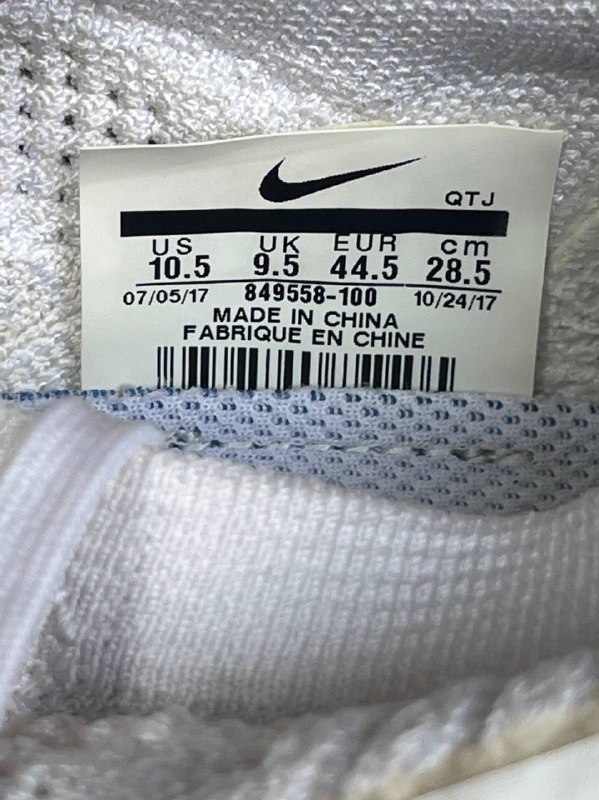 QTJ
US UK EUR cm
10.5 9.5 44.5 28.5
07/05/17 849558-100 10/24/17
MADE IN CHINA
FABRIQUE EN CHINE